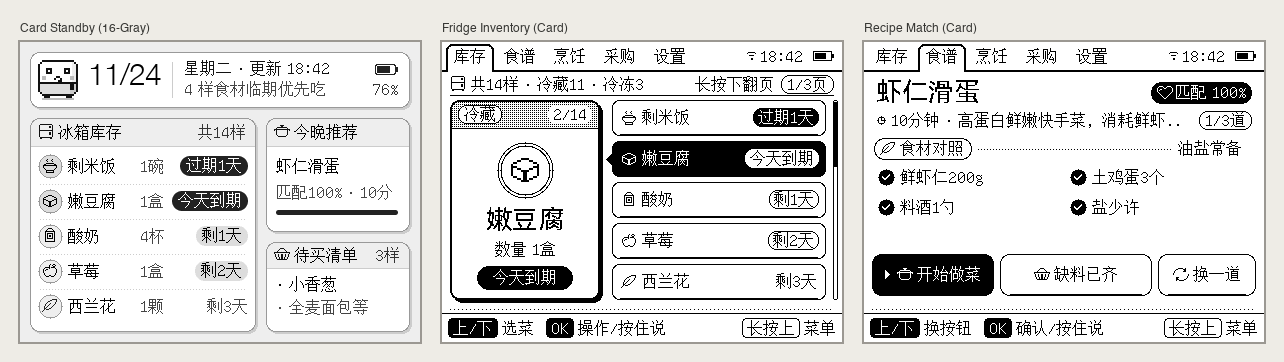 Card Standby (16-Gray)
11/24
星期二 · 更新 18:42
4 样食材临期优先吃
76%
冰箱库存 共14样
剩米饭 1碗 过期1天
嫩豆腐 1盒 今天到期
酸奶 4杯 剩1天
草莓 1盒 剩2天
西兰花 1颗 剩3天
今晚推荐
虾仁滑蛋
匹配100% · 10分
待买清单 3样
· 小香葱
· 全麦面包等
Fridge Inventory (Card)
库存 食谱 烹饪 采购 设置 18:42
共14样 · 冷藏11 · 冷冻3 长按下翻页 1/3页
冷藏 2/14
嫩豆腐
数量 1盒
今天到期
剩米饭 过期1天
嫩豆腐 今天到期
酸奶 剩1天
草莓 剩2天
西兰花 剩3天
上/下 选菜 OK 操作/按住说 长按上 菜单
Recipe Match (Card)
库存 食谱 烹饪 采购 设置 18:42
虾仁滑蛋 匹配 100%
10分钟 · 高蛋白鲜嫩快手菜，消耗鲜虾.. 1/3道
食材对照 油盐常备
鲜虾仁200g 土鸡蛋3个
料酒1勺 盐少许
开始做菜 缺料已齐 换一道
上/下 换按钮 OK 确认/按住说 长按上 菜单